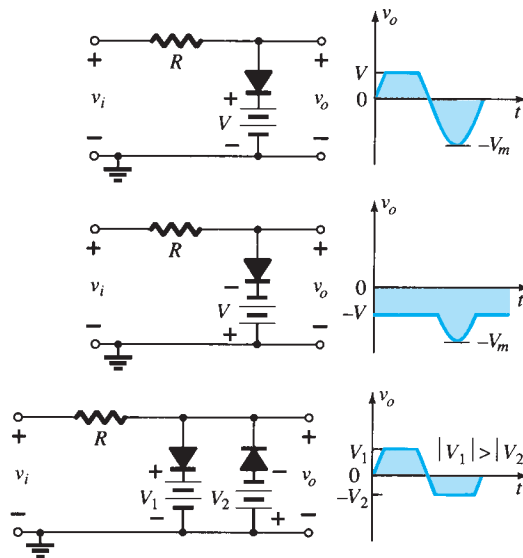 v_o
+ R + V
v_i + v_o 0 t
V
− − − −V_m
v_o
+ R +
v_i − v_o 0 t
V −V
− + − −V_m
v_o
+ R + V_1 |V_1| > |V_2
v_i + − v_o 0 t
V_1 V_2 −V_2
− − + −